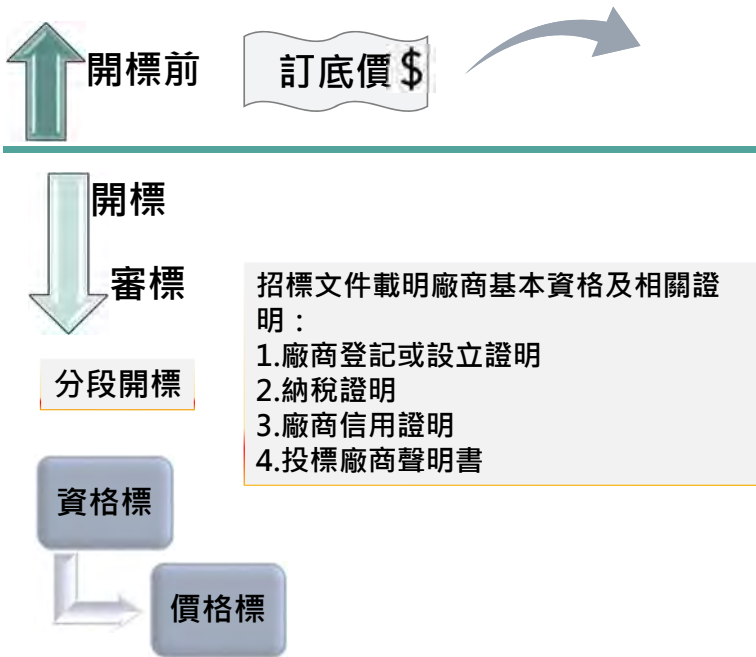 開標前
訂底價$
開標
審標
招標文件載明廠商基本資格及相關證
明：
1.廠商登記或設立證明
2.納稅證明
3.廠商信用證明
4.投標廠商聲明書
分段開標
資格標
價格標